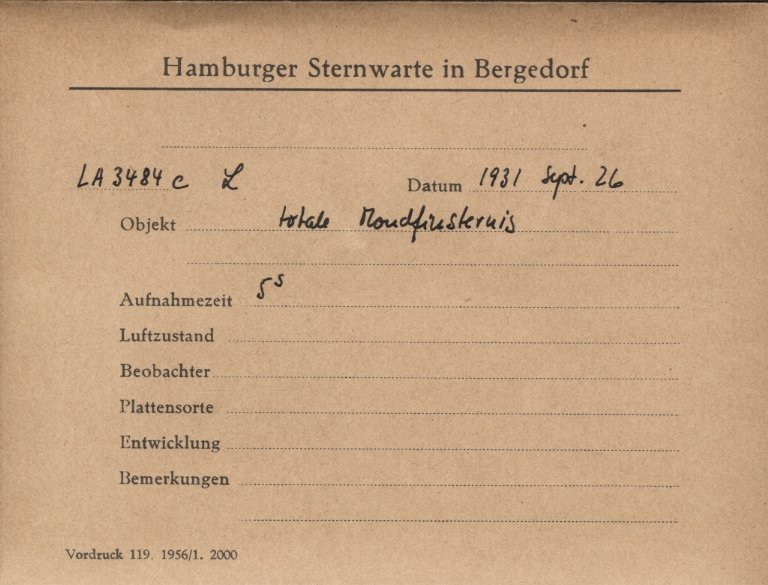 Hamburger Sternwarte in Bergedorf
LA 3484 c L Datum 1931 Sept. 26
Objekt totale Mondfinsternis
Aufnahmezeit 5s
Luftzustand
Beobachter
Plattensorte
Entwicklung
Bemerkungen
Vordruck 119. 1956/1. 2000